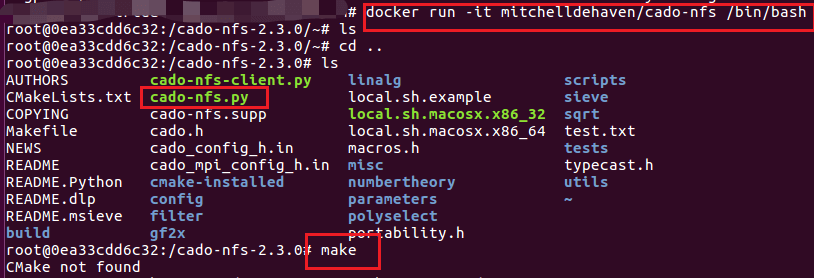 # docker run -it mitchelldehaven/cado-nfs /bin/bash
root@0ea33cdd6c32:/cado-nfs-2.3.0/~# ls
root@0ea33cdd6c32:/cado-nfs-2.3.0/~# cd ..
root@0ea33cdd6c32:/cado-nfs-2.3.0# ls
AUTHORS cado-nfs-client.py linalg scripts
CMakeLists.txt cado-nfs.py local.sh.example sieve
COPYING cado-nfs.supp local.sh.macosx.x86_32 sqrt
Makefile cado.h local.sh.macosx.x86_64 test.txt
NEWS cado_config_h.in macros.h tests
README cado_mpi_config_h.in misc typecast.h
README.Python cmake-installed numbertheory utils
README.dlp config parameters ~
README.msieve filter polyselect
build gf2x portability.h
root@0ea33cdd6c32:/cado-nfs-2.3.0# make
CMake not found